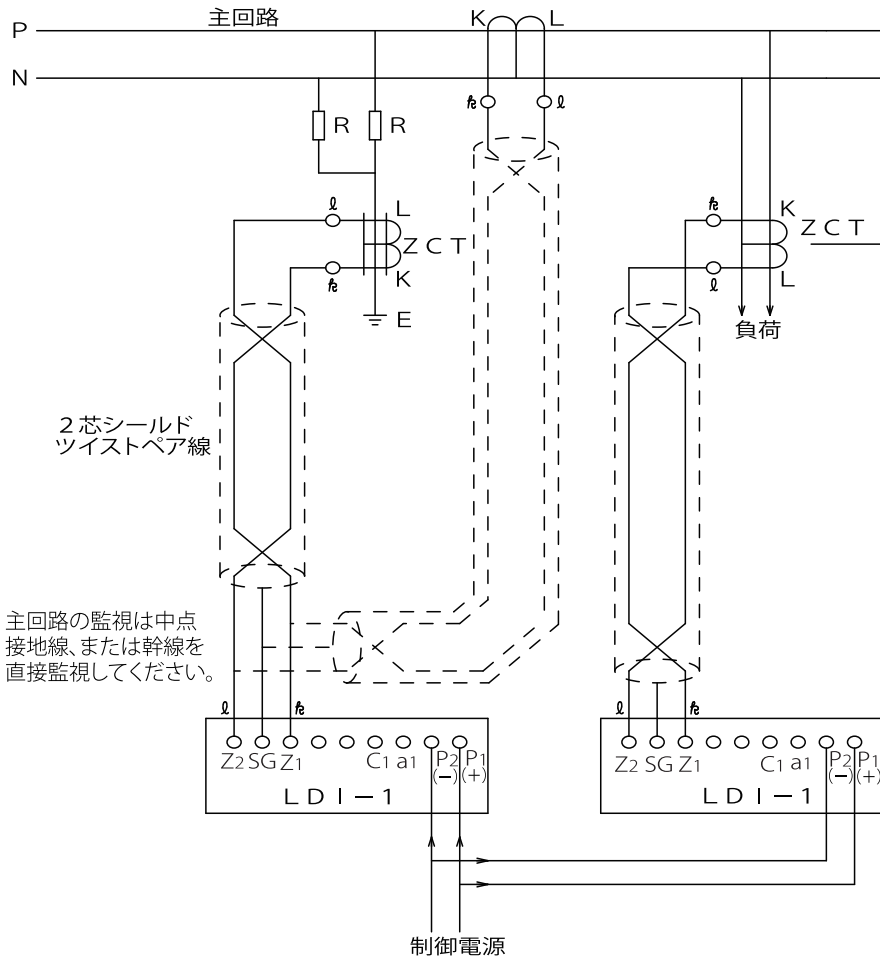 主回路
P
N
K L
k l
R R
l L
ZCT
k K
E
k K
ZCT
l L
負荷
2芯シールド
ツイストペア線
主回路の監視は中点
接地線、または幹線を
直接監視してください。
l k
Z2 SG Z1 C1 a1 P2 P1
(−) (+)
LDI−1
l k
Z2 SG Z1 C1 a1 P2 P1
(−) (+)
LDI−1
制御電源